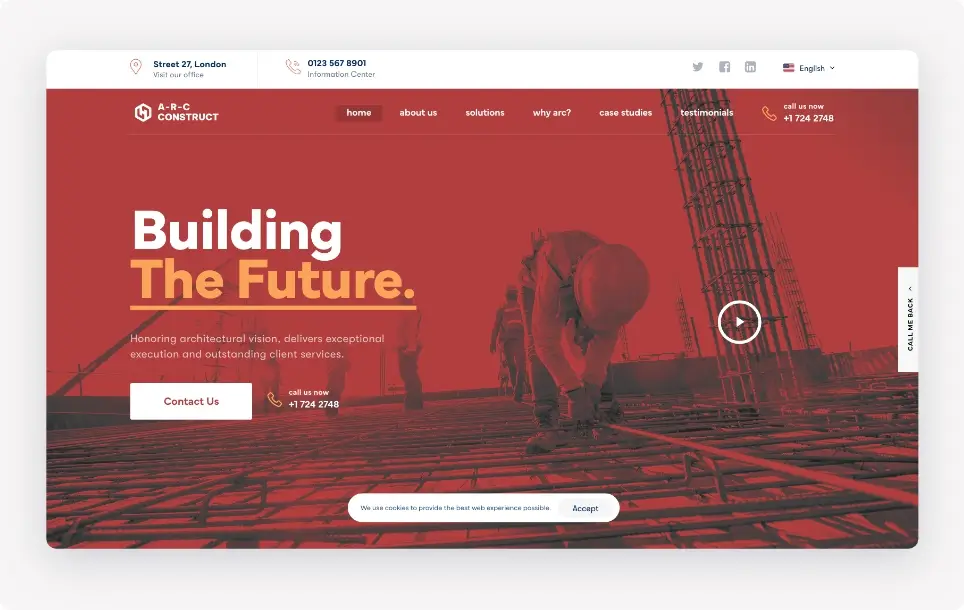 Street 27, London
Visit our office
0123 567 8901
Information Center
English
A-R-C
CONSTRUCT
home
about us
solutions
why arc?
case studies
testimonials
call us now
+1 724 2748
Building
The Future.
Honoring architectural vision, delivers exceptional
execution and outstanding client services.
Contact Us
call us now
+1 724 2748
CALL ME BACK
We use cookies to provide the best web experience possible.
Accept